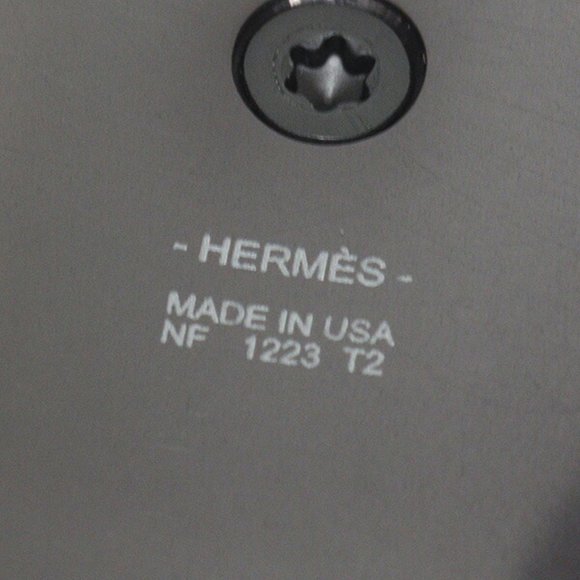 - HERMÈS -
MADE IN USA
NF 1223 T2